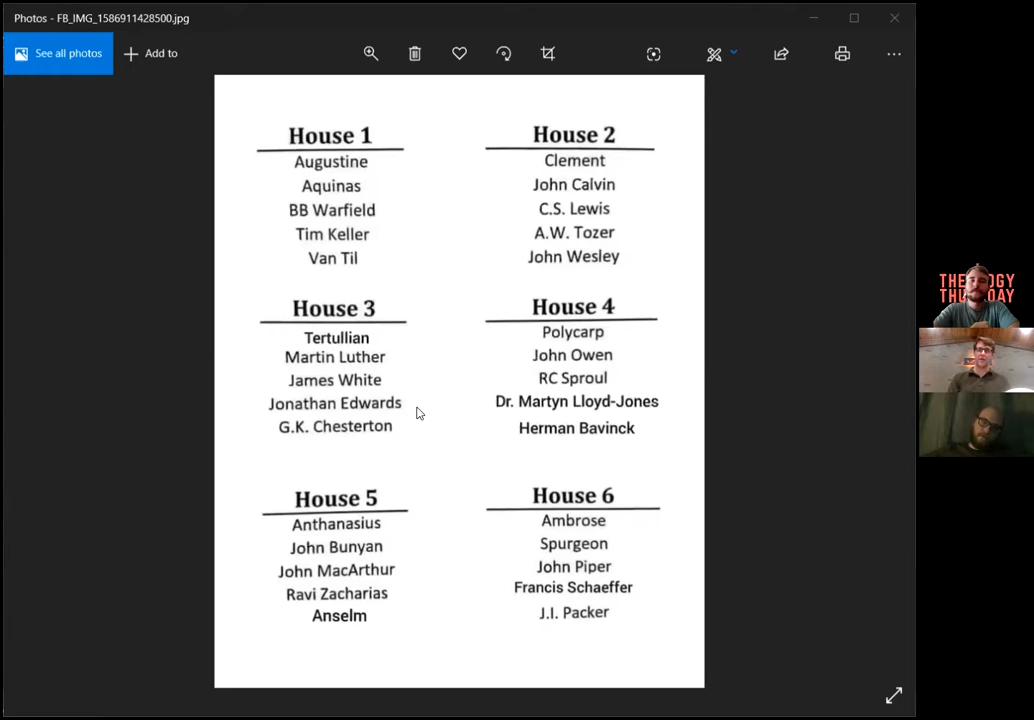 Photos - FB_IMG_1586911428500.jpg
See all photos
Add to
House 1
Augustine
Aquinas
BB Warfield
Tim Keller
Van Til
House 2
Clement
John Calvin
C.S. Lewis
A.W. Tozer
John Wesley
House 3
Tertullian
Martin Luther
James White
Jonathan Edwards
G.K. Chesterton
House 4
Polycarp
John Owen
RC Sproul
Dr. Martyn Lloyd-Jones
Herman Bavinck
House 5
Anthanasius
John Bunyan
John MacArthur
Ravi Zacharias
Anselm
House 6
Ambrose
Spurgeon
John Piper
Francis Schaeffer
J.I. Packer